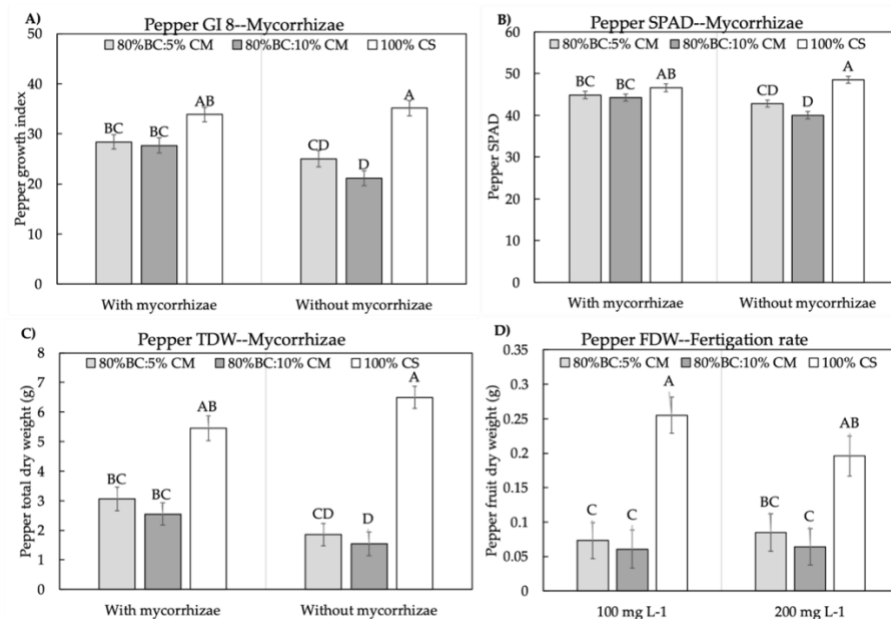 A)
Pepper GI 8--Mycorrhizae
80%BC:5% CM 80%BC:10% CM 100% CS
Pepper growth index
50
40
30
20
10
0
BC BC AB CD D A
With mycorrhizae Without mycorrhizae
B)
Pepper SPAD--Mycorrhizae
80%BC:5% CM 80%BC:10% CM 100% CS
Pepper SPAD
60
50
40
30
20
10
0
BC BC AB CD D A
With mycorrhizae Without mycorrhizae
C)
Pepper TDW--Mycorrhizae
80%BC:5% CM 80%BC:10% CM 100% CS
Pepper total dry weight (g)
8
7
6
5
4
3
2
1
0
BC BC AB CD D A
With mycorrhizae Without mycorrhizae
D)
Pepper FDW--Fertigation rate
80%BC:5% CM 80%BC:10% CM 100% CS
Pepper fruit dry weight (g)
0.35
0.3
0.25
0.2
0.15
0.1
0.05
0
C C A BC C AB
100 mg L-1 200 mg L-1